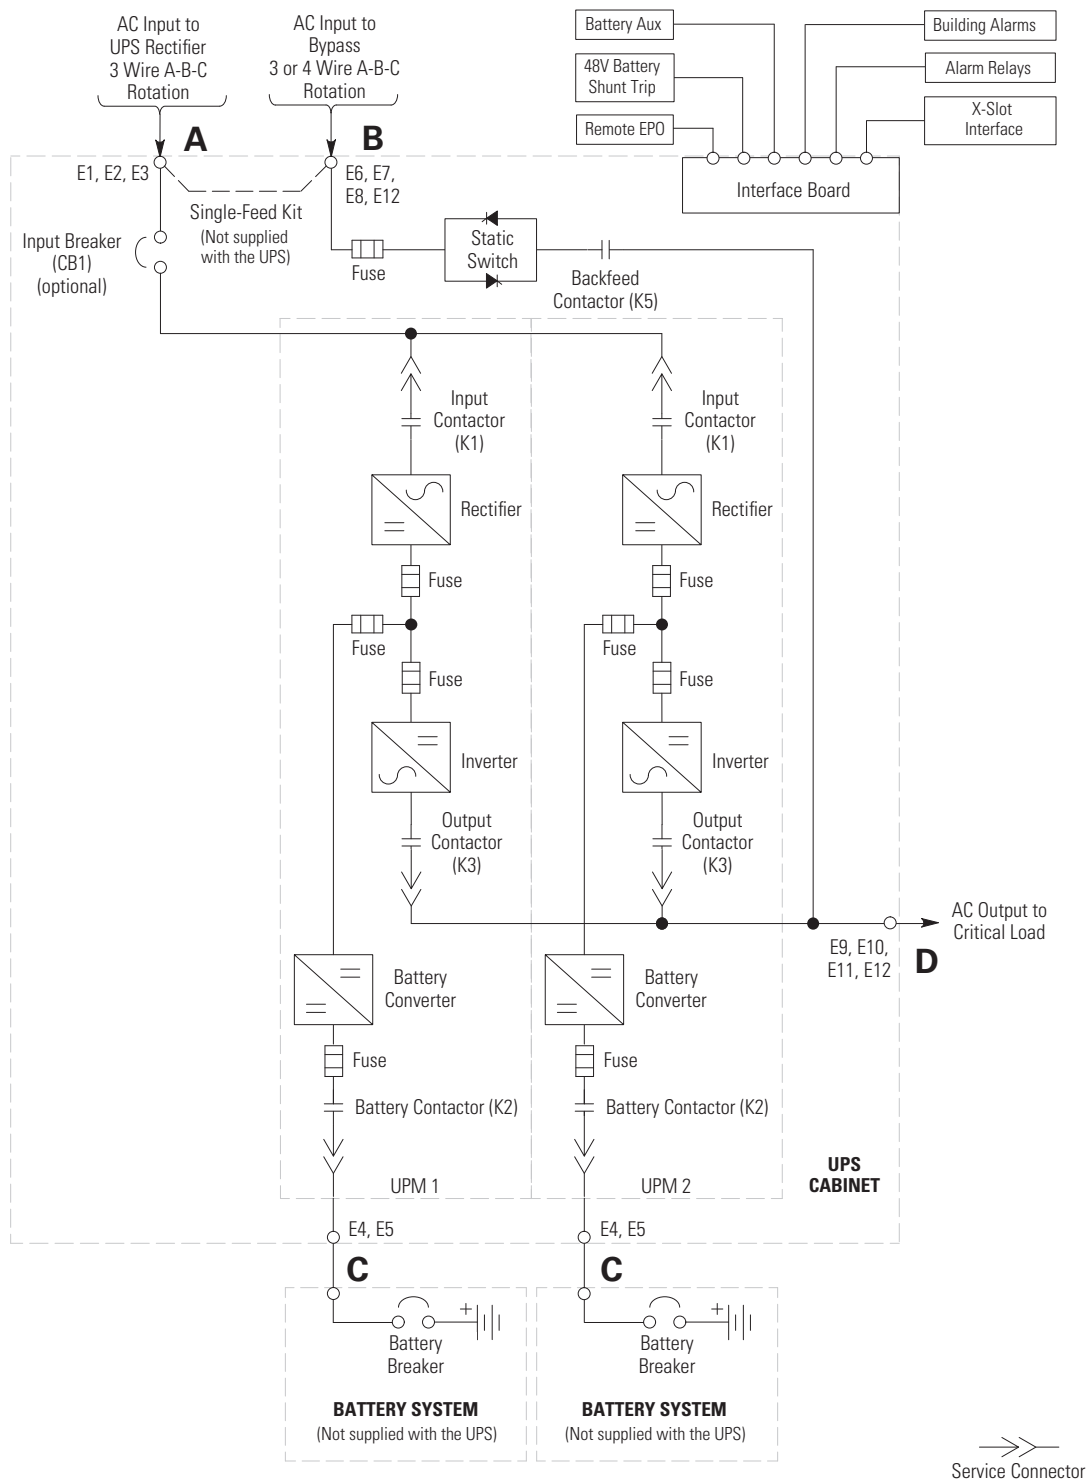 AC Input to
UPS Rectifier
3 Wire A-B-C
Rotation
AC Input to
Bypass
3 or 4 Wire A-B-C
Rotation
Battery Aux
48V Battery
Shunt Trip
Remote EPO
Building Alarms
Alarm Relays
X-Slot
Interface
Interface Board
A
B
E1, E2, E3
E6, E7,
E8, E12
Single-Feed Kit
(Not supplied
with the UPS)
Input Breaker
(CB1)
(optional)
Fuse
Static
Switch
Backfeed
Contactor (K5)
Input
Contactor
(K1)
Input
Contactor
(K1)
Rectifier
Rectifier
Fuse
Fuse
Fuse
Fuse
Fuse
Fuse
Inverter
Inverter
Output
Contactor
(K3)
Output
Contactor
(K3)
AC Output to
Critical Load
E9, E10,
E11, E12
D
Battery
Converter
Battery
Converter
Fuse
Fuse
Battery Contactor (K2)
Battery Contactor (K2)
UPM 1
UPM 2
UPS
CABINET
E4, E5
E4, E5
C
C
+
+
Battery
Breaker
Battery
Breaker
BATTERY SYSTEM
(Not supplied with the UPS)
BATTERY SYSTEM
(Not supplied with the UPS)
Service Connector